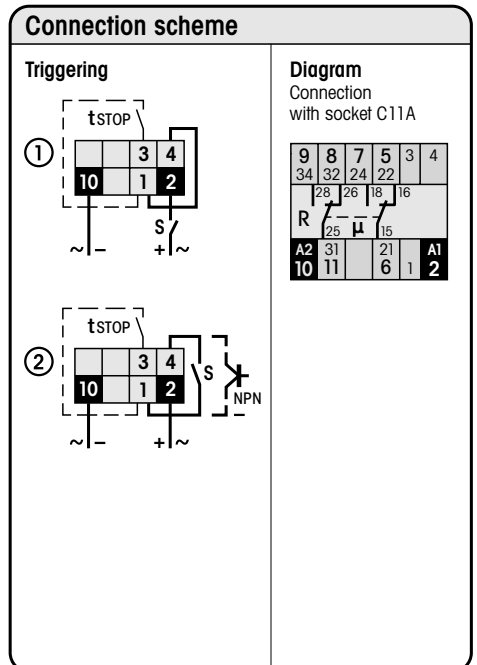 Connection scheme
Triggering
tSTOP
①
3 4
10 1 2
S
~ – + ~
tSTOP
②
3 4
S
10 1 2
NPN
~ – + ~
Diagram
Connection
with socket C11A
9 8 7 5 3 4
34 32 24 22
28 26 18 16
R µ
25 15
A2 31 21 A1
10 11 6 1 2